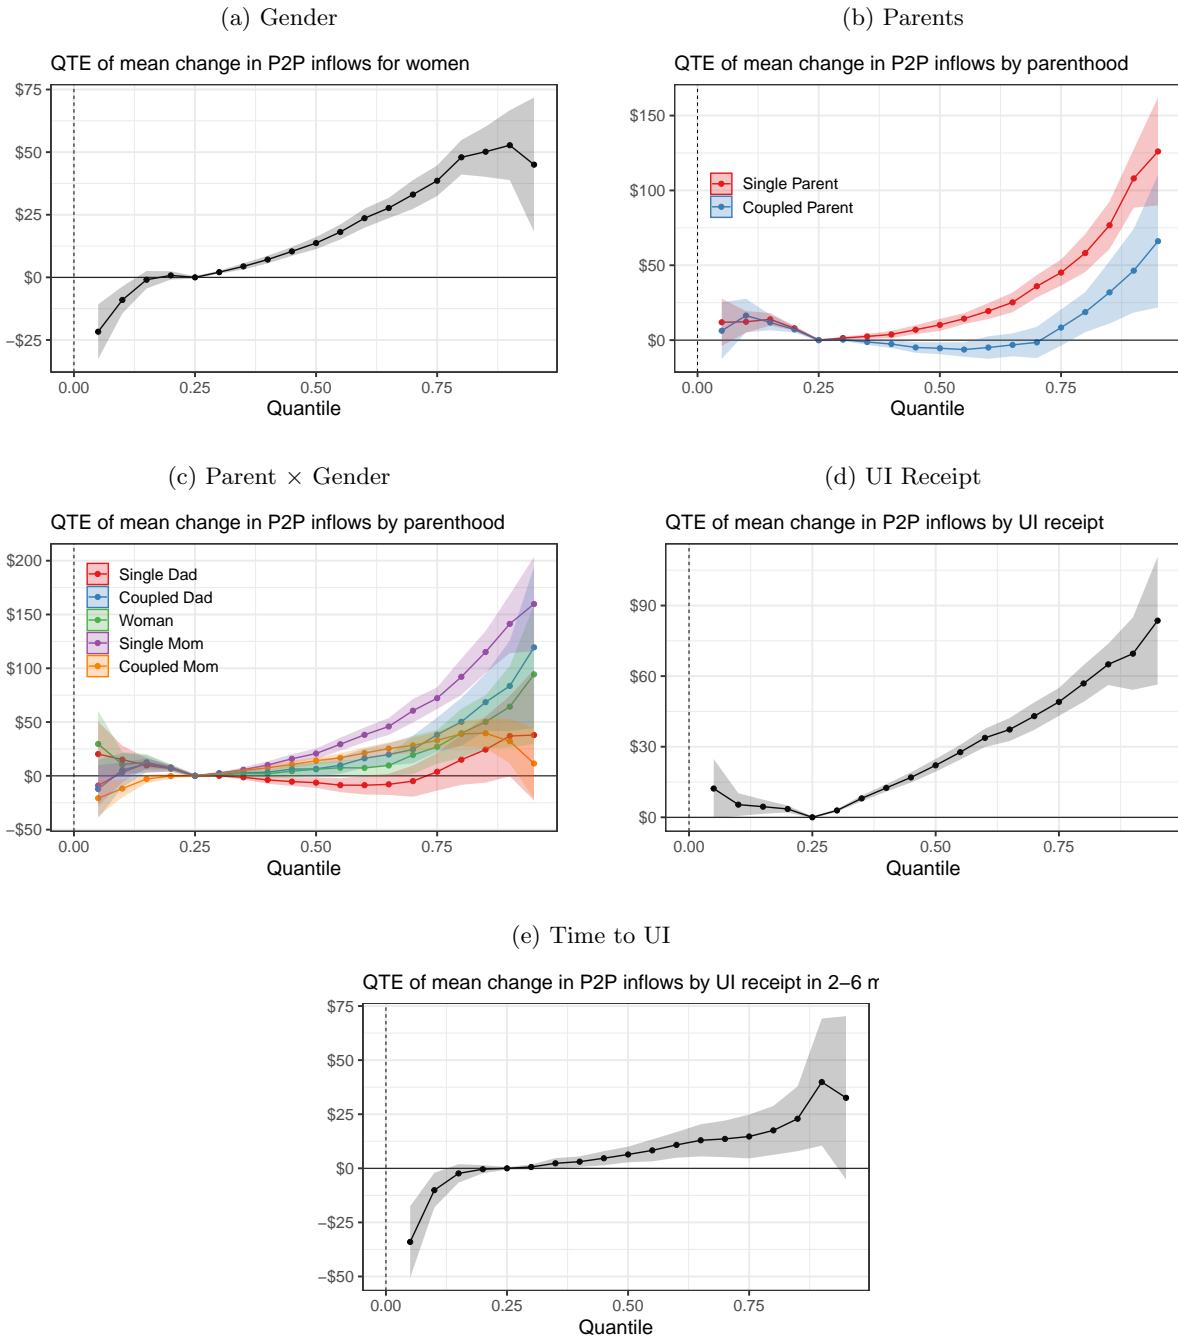 (a) Gender
QTE of mean change in P2P inflows for women
$75
$50
$25
$0
−$25
0.00 0.25 0.50 0.75
Quantile
(b) Parents
QTE of mean change in P2P inflows by parenthood
$150
$100
$50
$0
Single Parent
Coupled Parent
0.00 0.25 0.50 0.75
Quantile
(c) Parent × Gender
QTE of mean change in P2P inflows by parenthood
$200
$150
$100
$50
$0
−$50
Single Dad
Coupled Dad
Woman
Single Mom
Coupled Mom
0.00 0.25 0.50 0.75
Quantile
(d) UI Receipt
QTE of mean change in P2P inflows by UI receipt
$90
$60
$30
$0
0.00 0.25 0.50 0.75
Quantile
(e) Time to UI
QTE of mean change in P2P inflows by UI receipt in 2−6 m
$75
$50
$25
$0
−$25
−$50
0.00 0.25 0.50 0.75
Quantile